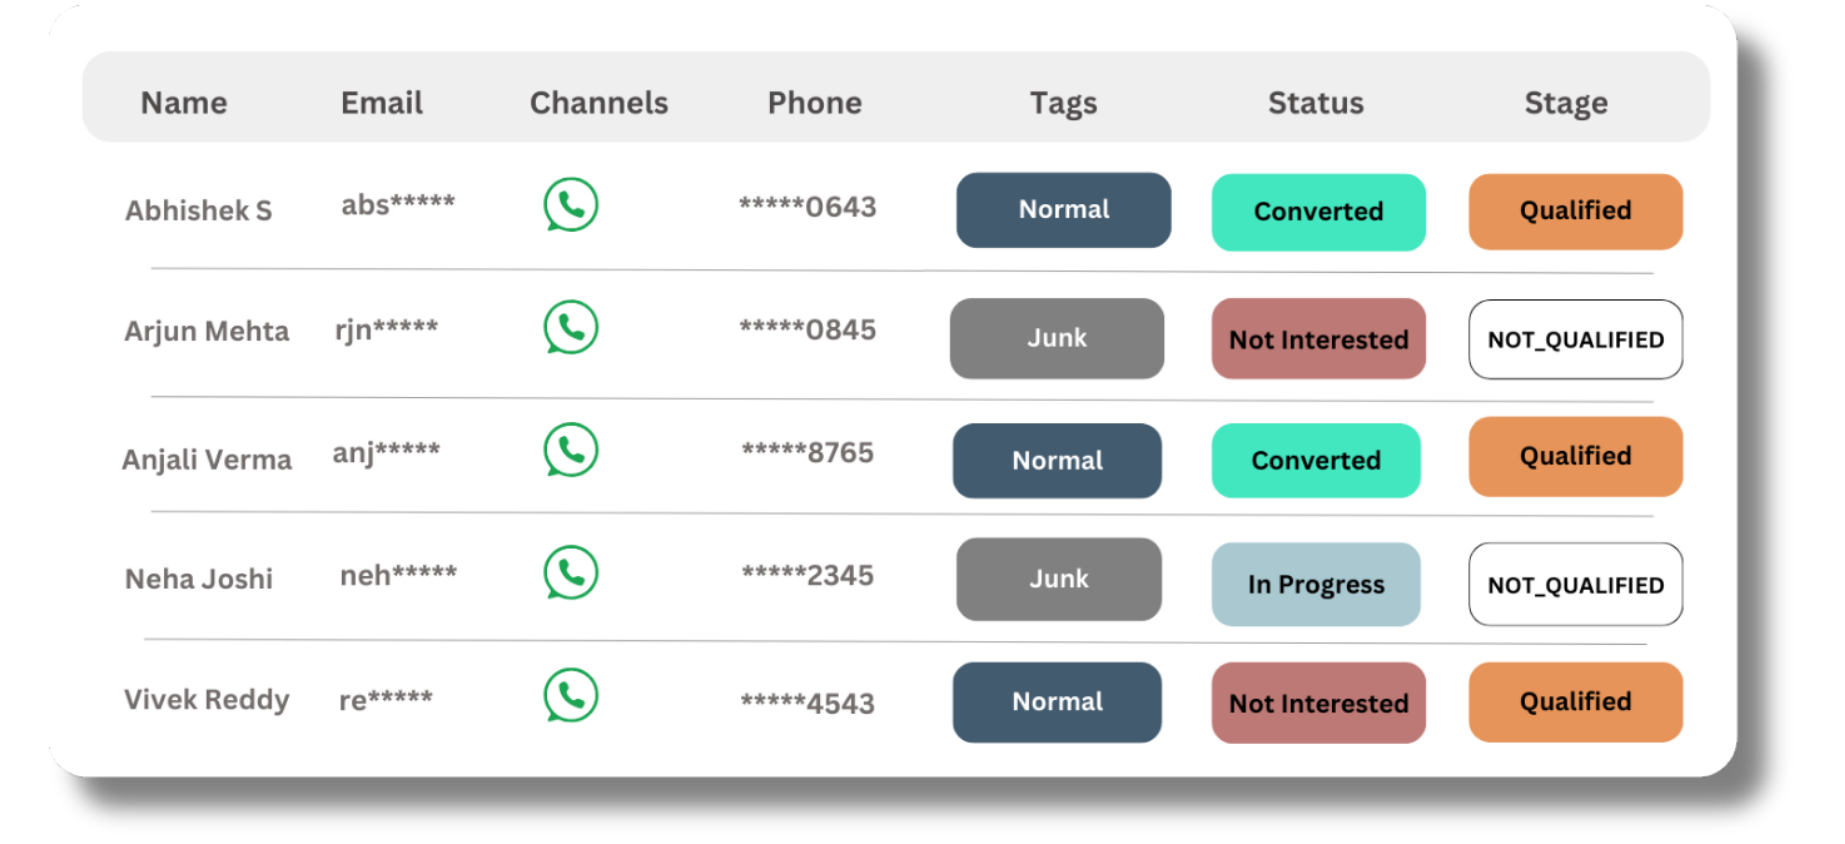 Name Email Channels Phone Tags Status Stage
Abhishek S abs***** *****0643 Normal Converted Qualified
Arjun Mehta rjn***** *****0845 Junk Not Interested NOT_QUALIFIED
Anjali Verma anj***** *****8765 Normal Converted Qualified
Neha Joshi neh***** *****2345 Junk In Progress NOT_QUALIFIED
Vivek Reddy re***** *****4543 Normal Not Interested Qualified